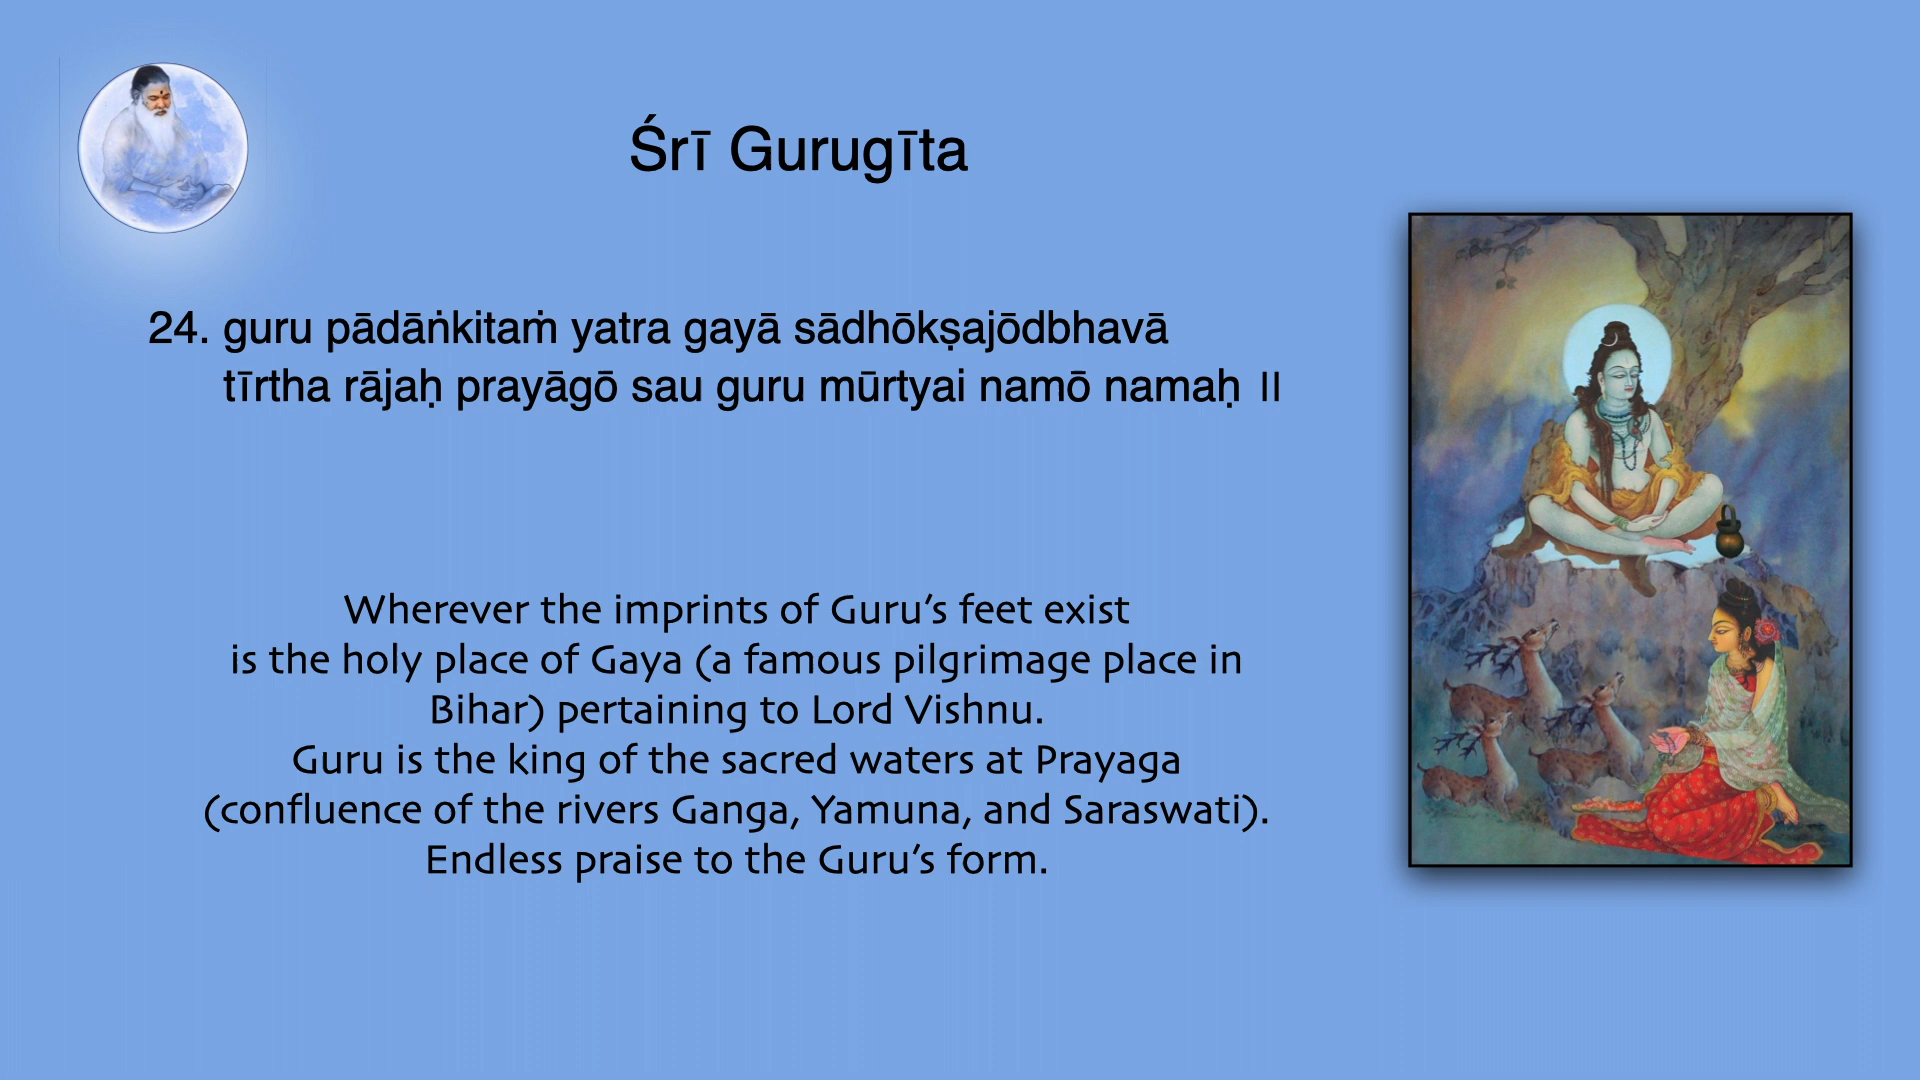 Śrī Gurugīta
24. guru pādāṅkitaṁ yatra gayā sādhōkṣajōdbhavā
tīrtha rājaḥ prayāgō sau guru mūrtyai namō namaḥ II
Wherever the imprints of Guru’s feet exist
is the holy place of Gaya (a famous pilgrimage place in
Bihar) pertaining to Lord Vishnu.
Guru is the king of the sacred waters at Prayaga
(confluence of the rivers Ganga, Yamuna, and Saraswati).
Endless praise to the Guru’s form.